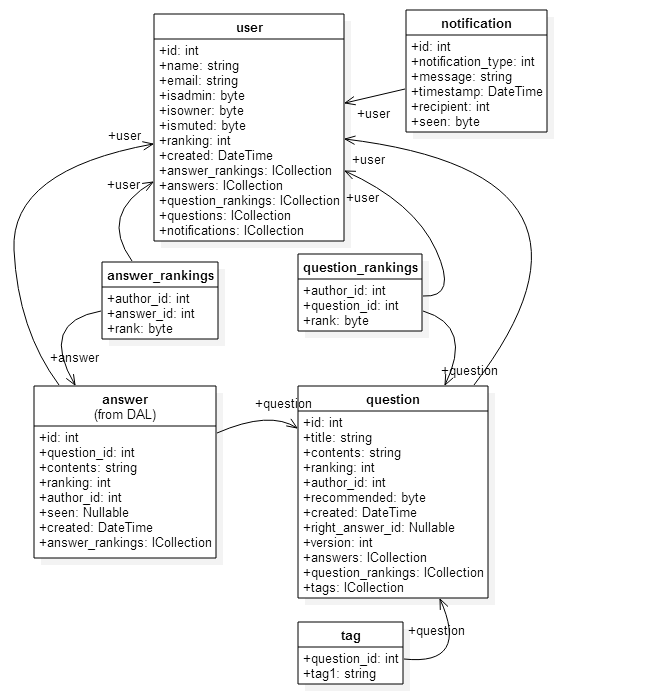 user
+id: int
+name: string
+email: string
+isadmin: byte
+isowner: byte
+ismuted: byte
+ranking: int
+created: DateTime
+answer_rankings: ICollection
+answers: ICollection
+question_rankings: ICollection
+questions: ICollection
+notifications: ICollection
notification
+id: int
+notification_type: int
+message: string
+timestamp: DateTime
+recipient: int
+seen: byte
+user
+user
+user
+user
+user
answer_rankings
+author_id: int
+answer_id: int
+rank: byte
question_rankings
+author_id: int
+question_id: int
+rank: byte
+answer
+question
answer
(from DAL)
+id: int
+question_id: int
+contents: string
+ranking: int
+author_id: int
+seen: Nullable
+created: DateTime
+answer_rankings: ICollection
+question
question
+id: int
+title: string
+contents: string
+ranking: int
+author_id: int
+recommended: byte
+created: DateTime
+right_answer_id: Nullable
+version: int
+answers: ICollection
+question_rankings: ICollection
+tags: ICollection
+question
tag
+question_id: int
+tag1: string